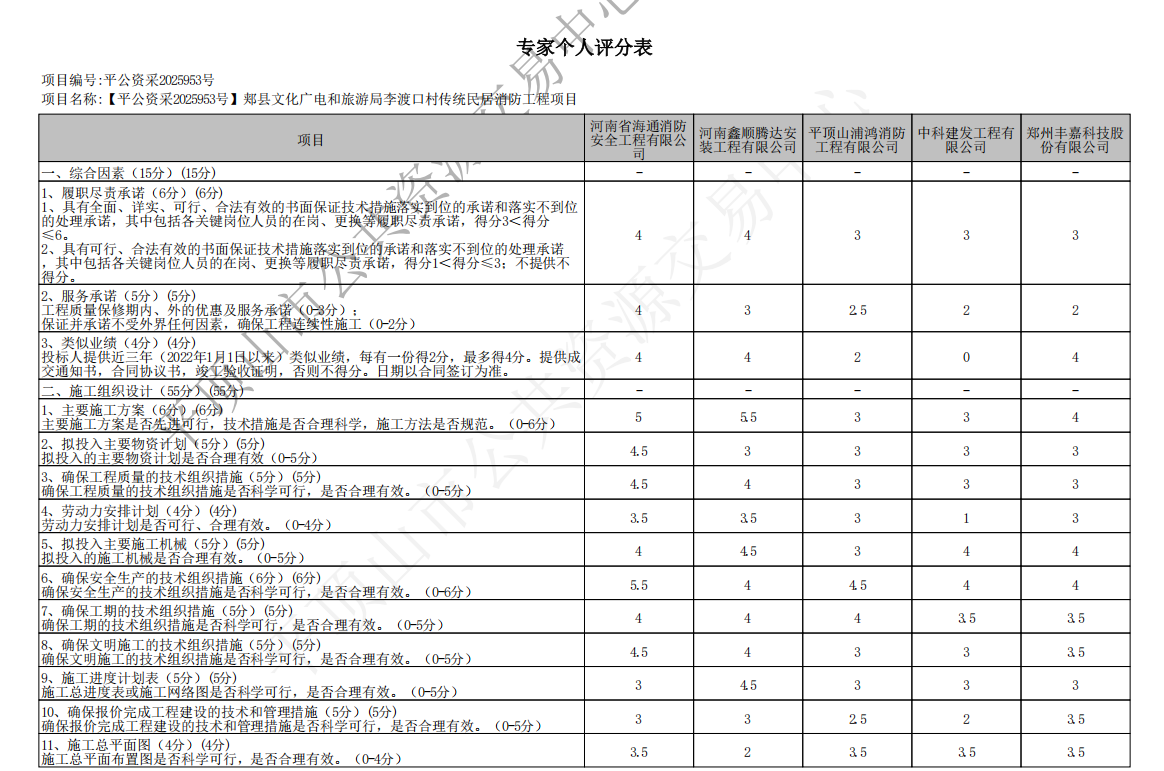 专家个人评分表
项目编号:平公资采2025953号
项目名称:【平公资采2025953号】郏县文化广电和旅游局李渡口村传统民居消防工程项目
项目 河南省海通消防安全工程有限公司 河南鑫顺腾达安装工程有限公司 平顶山浦鸿消防工程有限公司 中科建发工程有限公司 郑州丰嘉科技股份有限公司
一、综合因素（15分）(15分) - - - - -
1、履职尽责承诺（6分）(6分)
1、具有全面、详实、可行、合法有效的书面保证技术措施落实到位的承诺和落实不到位
的处理承诺，其中包括各关键岗位人员的在岗、更换等履职尽责承诺，得分3＜得分
≤6。
2、具有可行、合法有效的书面保证技术措施落实到位的承诺和落实不到位的处理承诺
，其中包括各关键岗位人员的在岗、更换等履职尽责承诺，得分1＜得分≤3；不提供不
得分。
4 4 3 3 3
2、服务承诺（5分）(5分)
工程质量保修期内、外的优惠及服务承诺（0-3分）；
保证并承诺不受外界任何因素，确保工程连续性施工（0-2分）
4 3 2.5 2 2
3、类似业绩（4分）(4分)
投标人提供近三年（2022年1月1日以来）类似业绩，每有一份得2分，最多得4分。提供成
交通知书，合同协议书，竣工验收证明，否则不得分。日期以合同签订为准。
4 4 2 0 4
二、施工组织设计（55分）(55分) - - - - -
1、主要施工方案（6分）(6分)
主要施工方案是否先进可行，技术措施是否合理科学，施工方法是否规范。（0-6分）
5 5.5 3 3 4
2、拟投入主要物资计划（5分）(5分)
拟投入的主要物资计划是否合理有效（0-5分）
4.5 3 3 3 3
3、确保工程质量的技术组织措施（5分）(5分)
确保工程质量的技术组织措施是否科学可行，是否合理有效。（0-5分）
4.5 4 3 3 3
4、劳动力安排计划（4分）(4分)
劳动力安排计划是否可行、合理有效。（0-4分）
3.5 3.5 3 1 3
5、拟投入主要施工机械（5分）(5分)
拟投入的施工机械是否合理有效。（0-5分）
4 4.5 3 4 4
6、确保安全生产的技术组织措施（6分）(6分)
确保安全生产的技术组织措施是否科学可行，是否合理有效。（0-6分）
5.5 4 4.5 4 4
7、确保工期的技术组织措施（5分）(5分)
确保工期的技术组织措施是否科学可行，是否合理有效。（0-5分）
4 4 4 3.5 3.5
8、确保文明施工的技术组织措施（5分）(5分)
确保文明施工的技术组织措施是否科学可行，是否合理有效。（0-5分）
4.5 4 3 3 3.5
9、施工进度计划表（5分）(5分)
施工总进度表或施工网络图是否科学可行，是否合理有效。（0-5分）
3 4.5 3 3 3
10、确保报价完成工程建设的技术和管理措施（5分）(5分)
确保报价完成工程建设的技术和管理措施是否科学可行，是否合理有效。（0-5分）
3 3 2.5 2 3.5
11、施工总平面图（4分）(4分)
施工总平面布置图是否科学可行，是否合理有效。（0-4分）
3.5 2 3.5 3.5 3.5
平顶山市公共资源交易中心
平顶山市公共资源交易中心